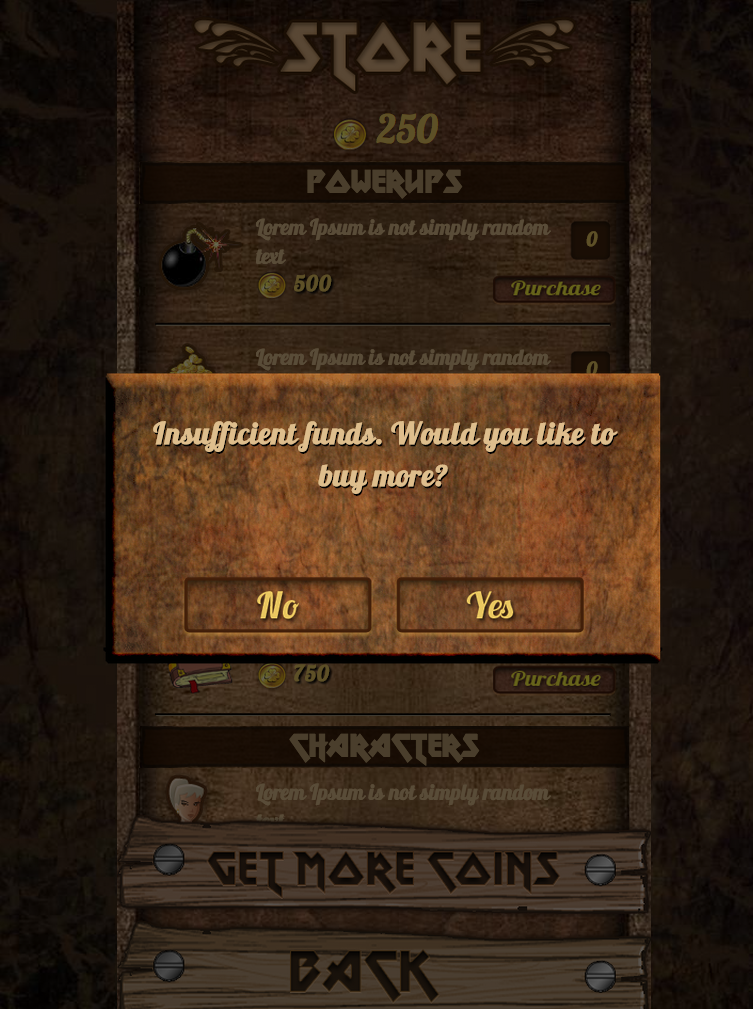 STORE
250
POWERUPS
Lorem Ipsum is not simply random
text
0
500
Purchase
Lorem Ipsum is not simply random
0
Insufficient funds. Would you like to
buy more?
No
Yes
750
Purchase
CHARACTERS
Lorem Ipsum is not simply random
GET MORE COINS
BACK